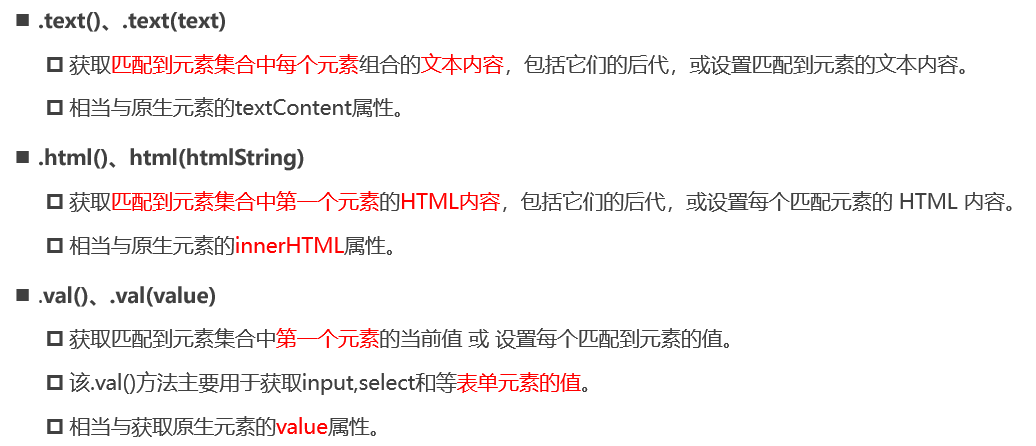 ■ .text()、.text(text)
□ 获取匹配到元素集合中每个元素组合的文本内容，包括它们的后代，或设置匹配到元素的文本内容。
□ 相当与原生元素的textContent属性。
■ .html()、html(htmlString)
□ 获取匹配到元素集合中第一个元素的HTML内容，包括它们的后代，或设置每个匹配元素的 HTML 内容。
□ 相当与原生元素的innerHTML属性。
■ .val()、.val(value)
□ 获取匹配到元素集合中第一个元素的当前值 或 设置每个匹配到元素的值。
□ 该.val()方法主要用于获取input,select和等表单元素的值。
□ 相当与获取原生元素的value属性。